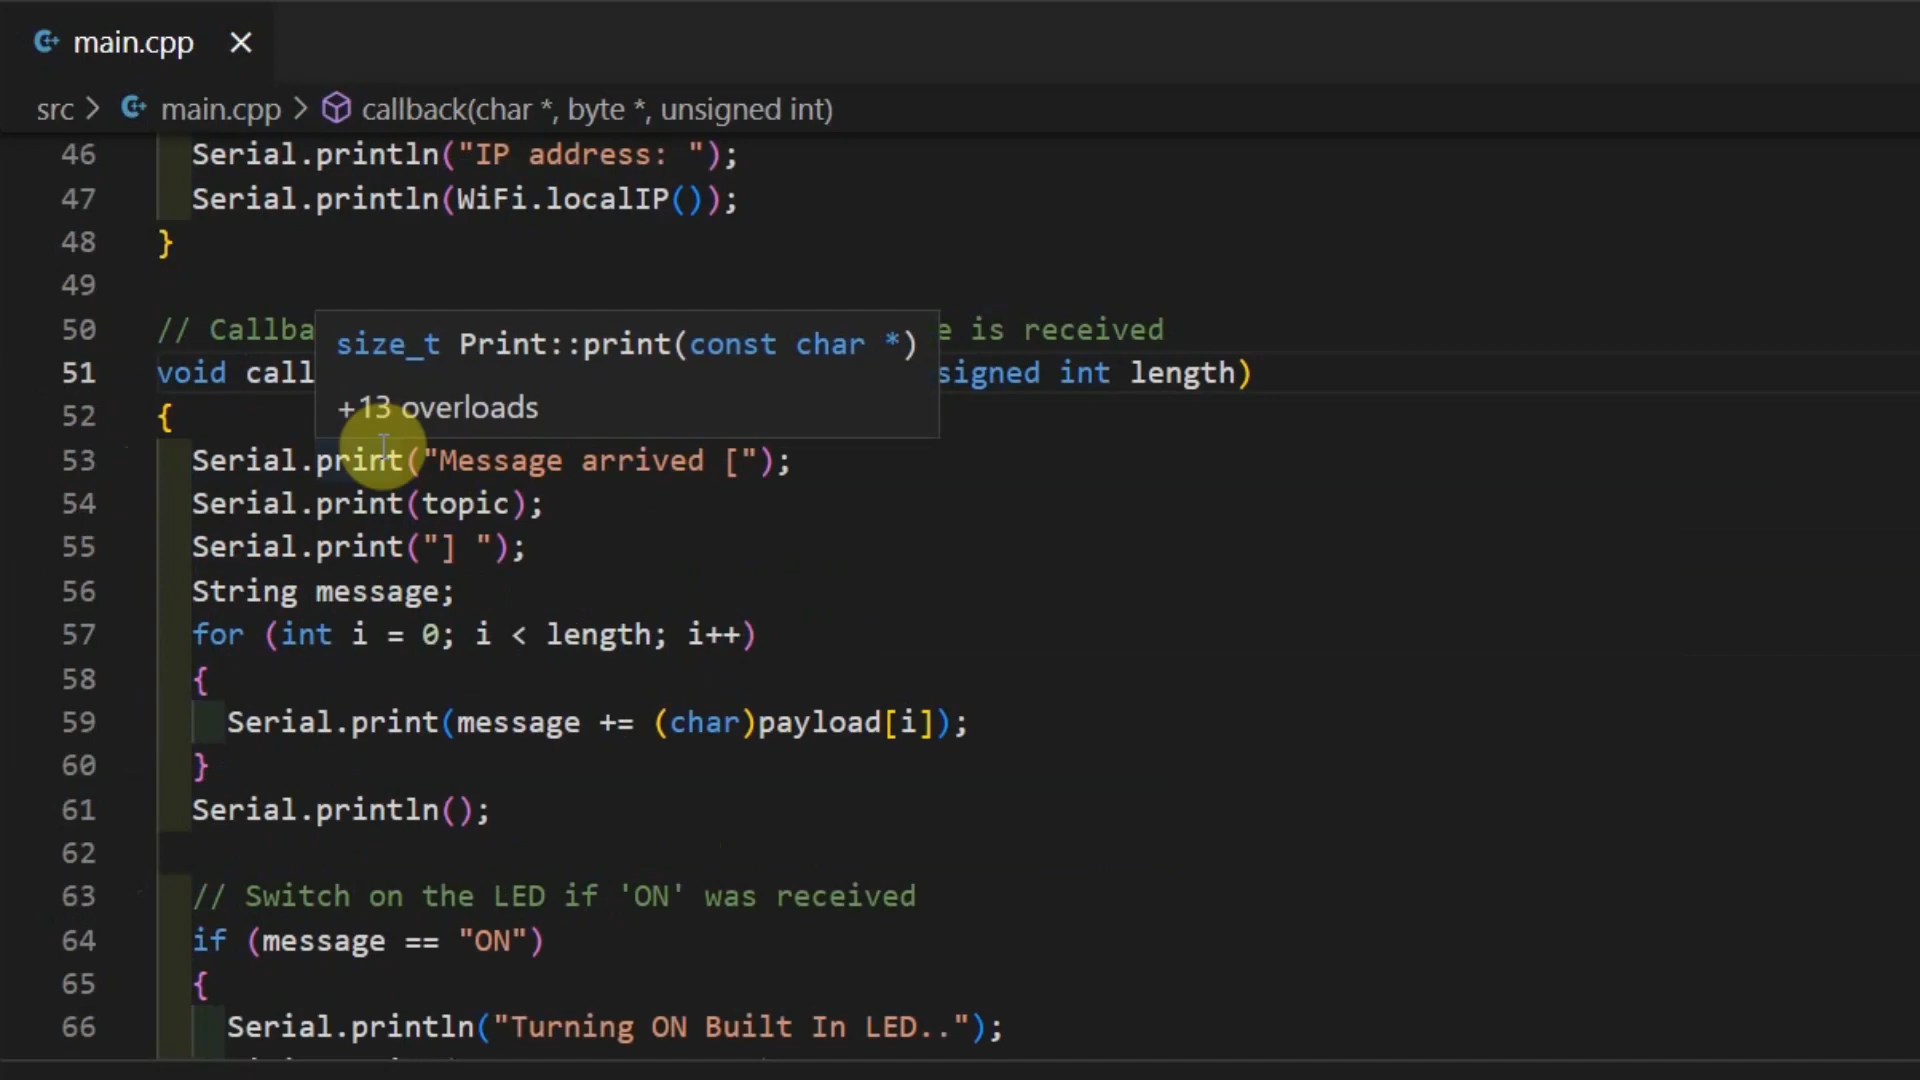 main.cpp
src > main.cpp > callback(char *, byte *, unsigned int)
46 Serial.println("IP address: ");
47 Serial.println(WiFi.localIP());
48 }
49
50 // Callba e is received
size_t Print::print(const char *)
51 void call signed int length)
+13 overloads
52 {
53 Serial.print("Message arrived [");
54 Serial.print(topic);
55 Serial.print("] ");
56 String message;
57 for (int i = 0; i < length; i++)
58 {
59 Serial.print(message += (char)payload[i]);
60 }
61 Serial.println();
62
63 // Switch on the LED if 'ON' was received
64 if (message == "ON")
65 {
66 Serial.println("Turning ON Built In LED..");